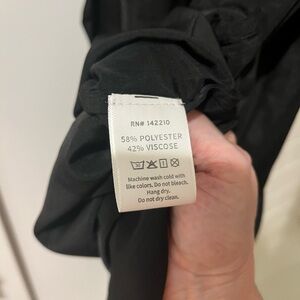 RN# 142210
58% POLYESTER
42% VISCOSE
Machine wash cold with
like colors. Do not bleach.
Hang dry.
Do not dry clean.